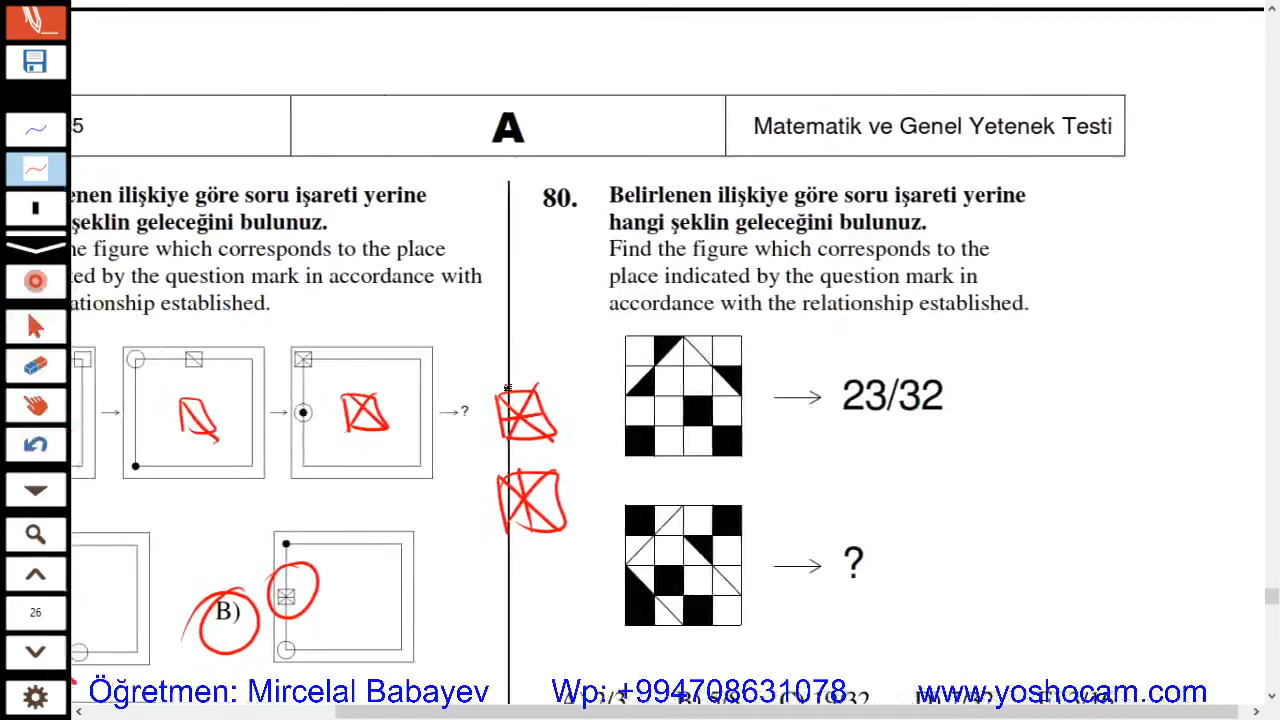 5
A
Matematik ve Genel Yetenek Testi
enen ilişkiye göre soru işareti yerine
şeklin geleceğini bulunuz.
e figure which corresponds to the place
ted by the question mark in accordance with
ationship established.
?
B)
80.
Belirlenen ilişkiye göre soru işareti yerine
hangi şeklin geleceğini bulunuz.
Find the figure which corresponds to the
place indicated by the question mark in
accordance with the relationship established.
23/32
?
26
Öğretmen: Mircelal Babayev Wp: +994708631078 www.yoshocam.com